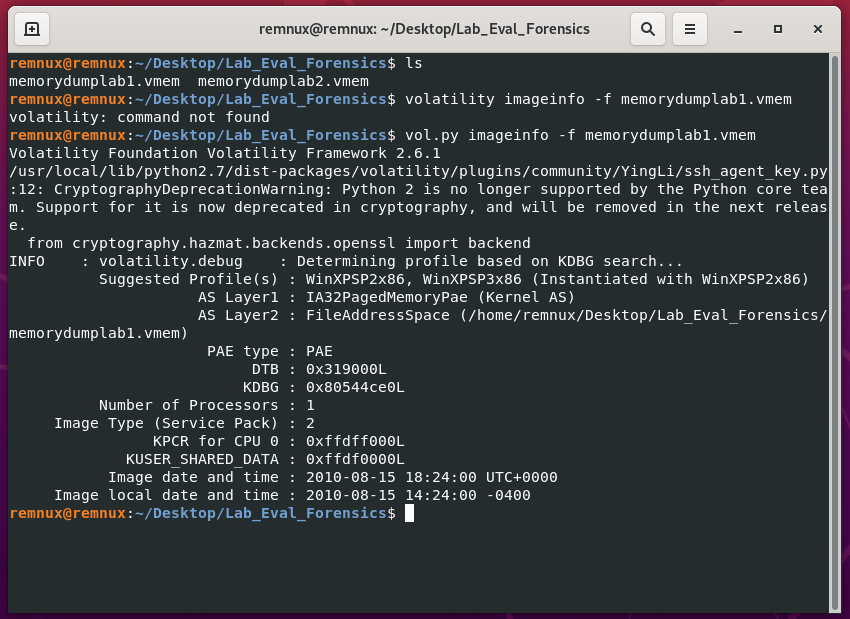 remnux@remnux: ~/Desktop/Lab_Eval_Forensics
remnux@remnux:~/Desktop/Lab_Eval_Forensics$ ls
memorydumplab1.vmem  memorydumplab2.vmem
remnux@remnux:~/Desktop/Lab_Eval_Forensics$ volatility imageinfo -f memorydumplab1.vmem
volatility: command not found
remnux@remnux:~/Desktop/Lab_Eval_Forensics$ vol.py imageinfo -f memorydumplab1.vmem
Volatility Foundation Volatility Framework 2.6.1
/usr/local/lib/python2.7/dist-packages/volatility/plugins/community/YingLi/ssh_agent_key.py
:12: CryptographyDeprecationWarning: Python 2 is no longer supported by the Python core tea
m. Support for it is now deprecated in cryptography, and will be removed in the next releas
e.
  from cryptography.hazmat.backends.openssl import backend
INFO    : volatility.debug    : Determining profile based on KDBG search...
          Suggested Profile(s) : WinXPSP2x86, WinXPSP3x86 (Instantiated with WinXPSP2x86)
                     AS Layer1 : IA32PagedMemoryPae (Kernel AS)
                     AS Layer2 : FileAddressSpace (/home/remnux/Desktop/Lab_Eval_Forensics/
memorydumplab1.vmem)
                      PAE type : PAE
                           DTB : 0x319000L
                          KDBG : 0x80544ce0L
          Number of Processors : 1
     Image Type (Service Pack) : 2
                KPCR for CPU 0 : 0xffdff000L
             KUSER_SHARED_DATA : 0xffdf0000L
           Image date and time : 2010-08-15 18:24:00 UTC+0000
     Image local date and time : 2010-08-15 14:24:00 -0400
remnux@remnux:~/Desktop/Lab_Eval_Forensics$